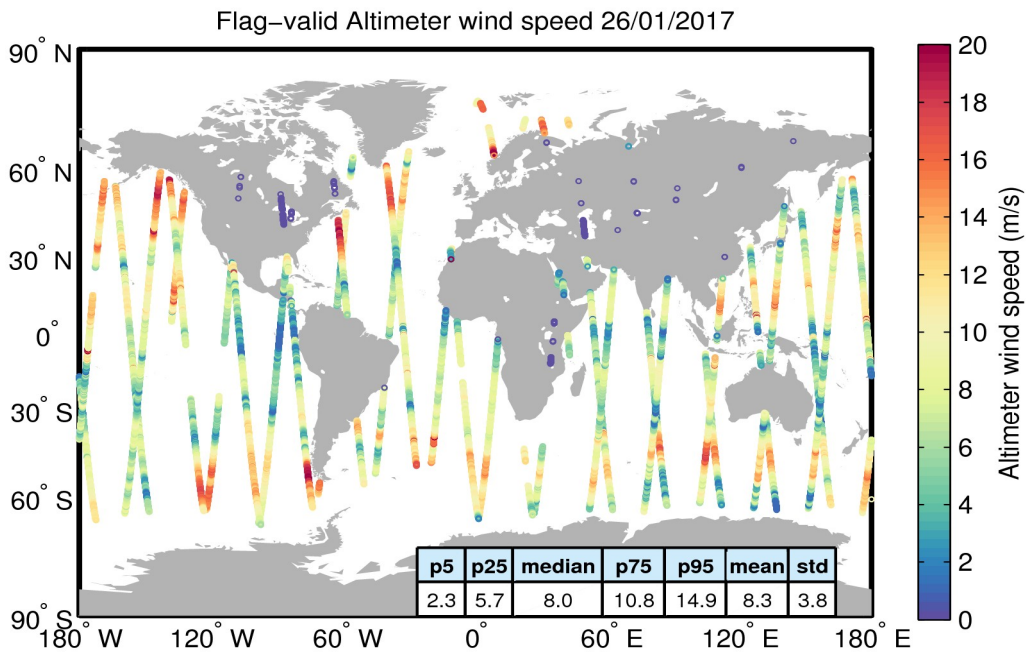 Flag−valid Altimeter wind speed 26/01/2017
90° N
60° N
30° N
0°
30° S
60° S
90° S
180° W 120° W 60° W 0° 60° E 120° E 180° E
p5 p25 median p75 p95 mean std
2.3 5.7 8.0 10.8 14.9 8.3 3.8
20
18
16
14
12
10
8
6
4
2
0
Altimeter wind speed (m/s)